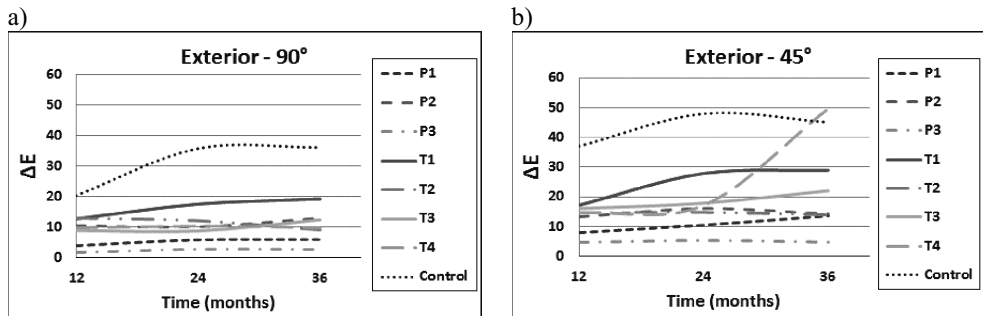 a)
Exterior - 90°
60
50
40
30
20
10
0
ΔE
12
24
36
Time (months)
P1
P2
P3
T1
T2
T3
T4
Control
b)
Exterior - 45°
60
50
40
30
20
10
0
ΔE
12
24
36
Time (months)
P1
P2
P3
T1
T2
T3
T4
Control